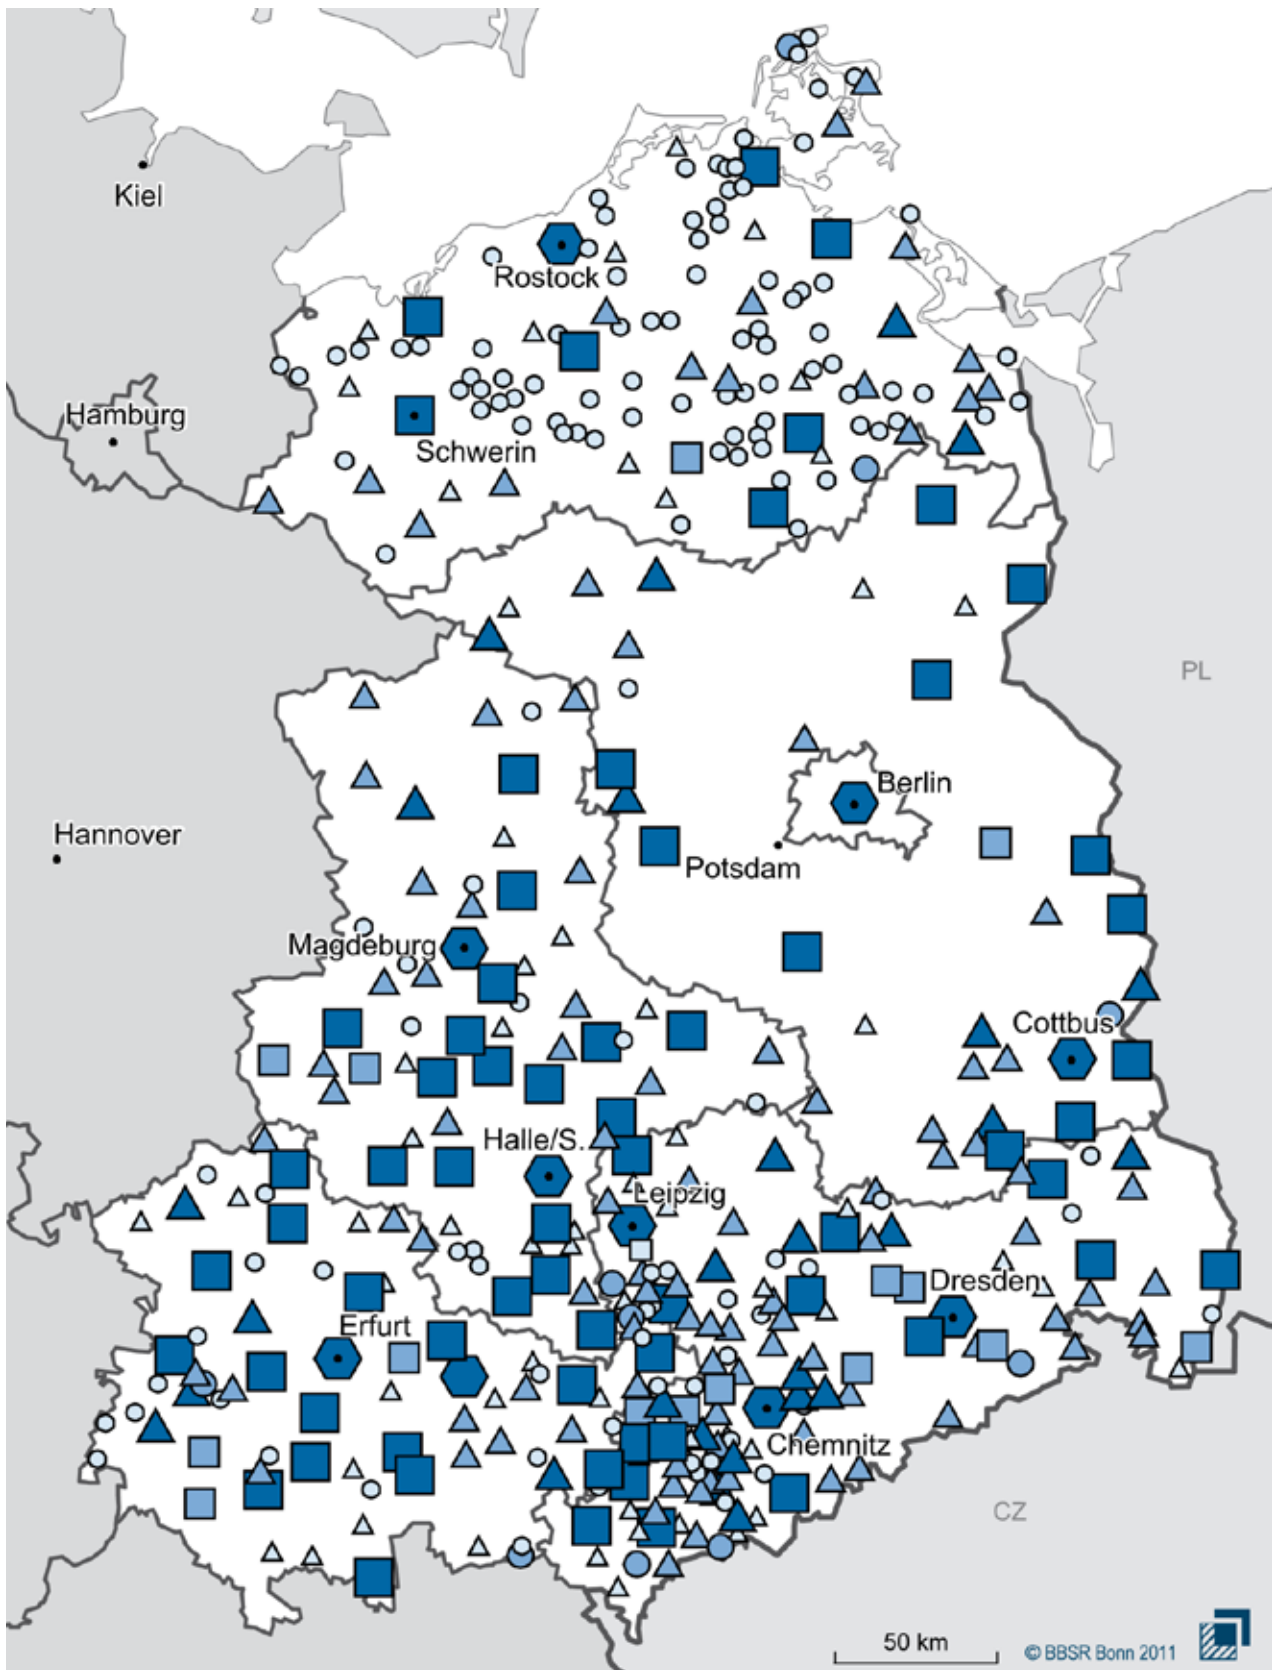 Kiel
Rostock
Hamburg
Schwerin
PL
Berlin
Hannover
Potsdam
Magdeburg
Cottbus
Halle/S.
Leipzig
Dresden
Erfurt
Chemnitz
CZ
50 km
© BBSR Bonn 2011